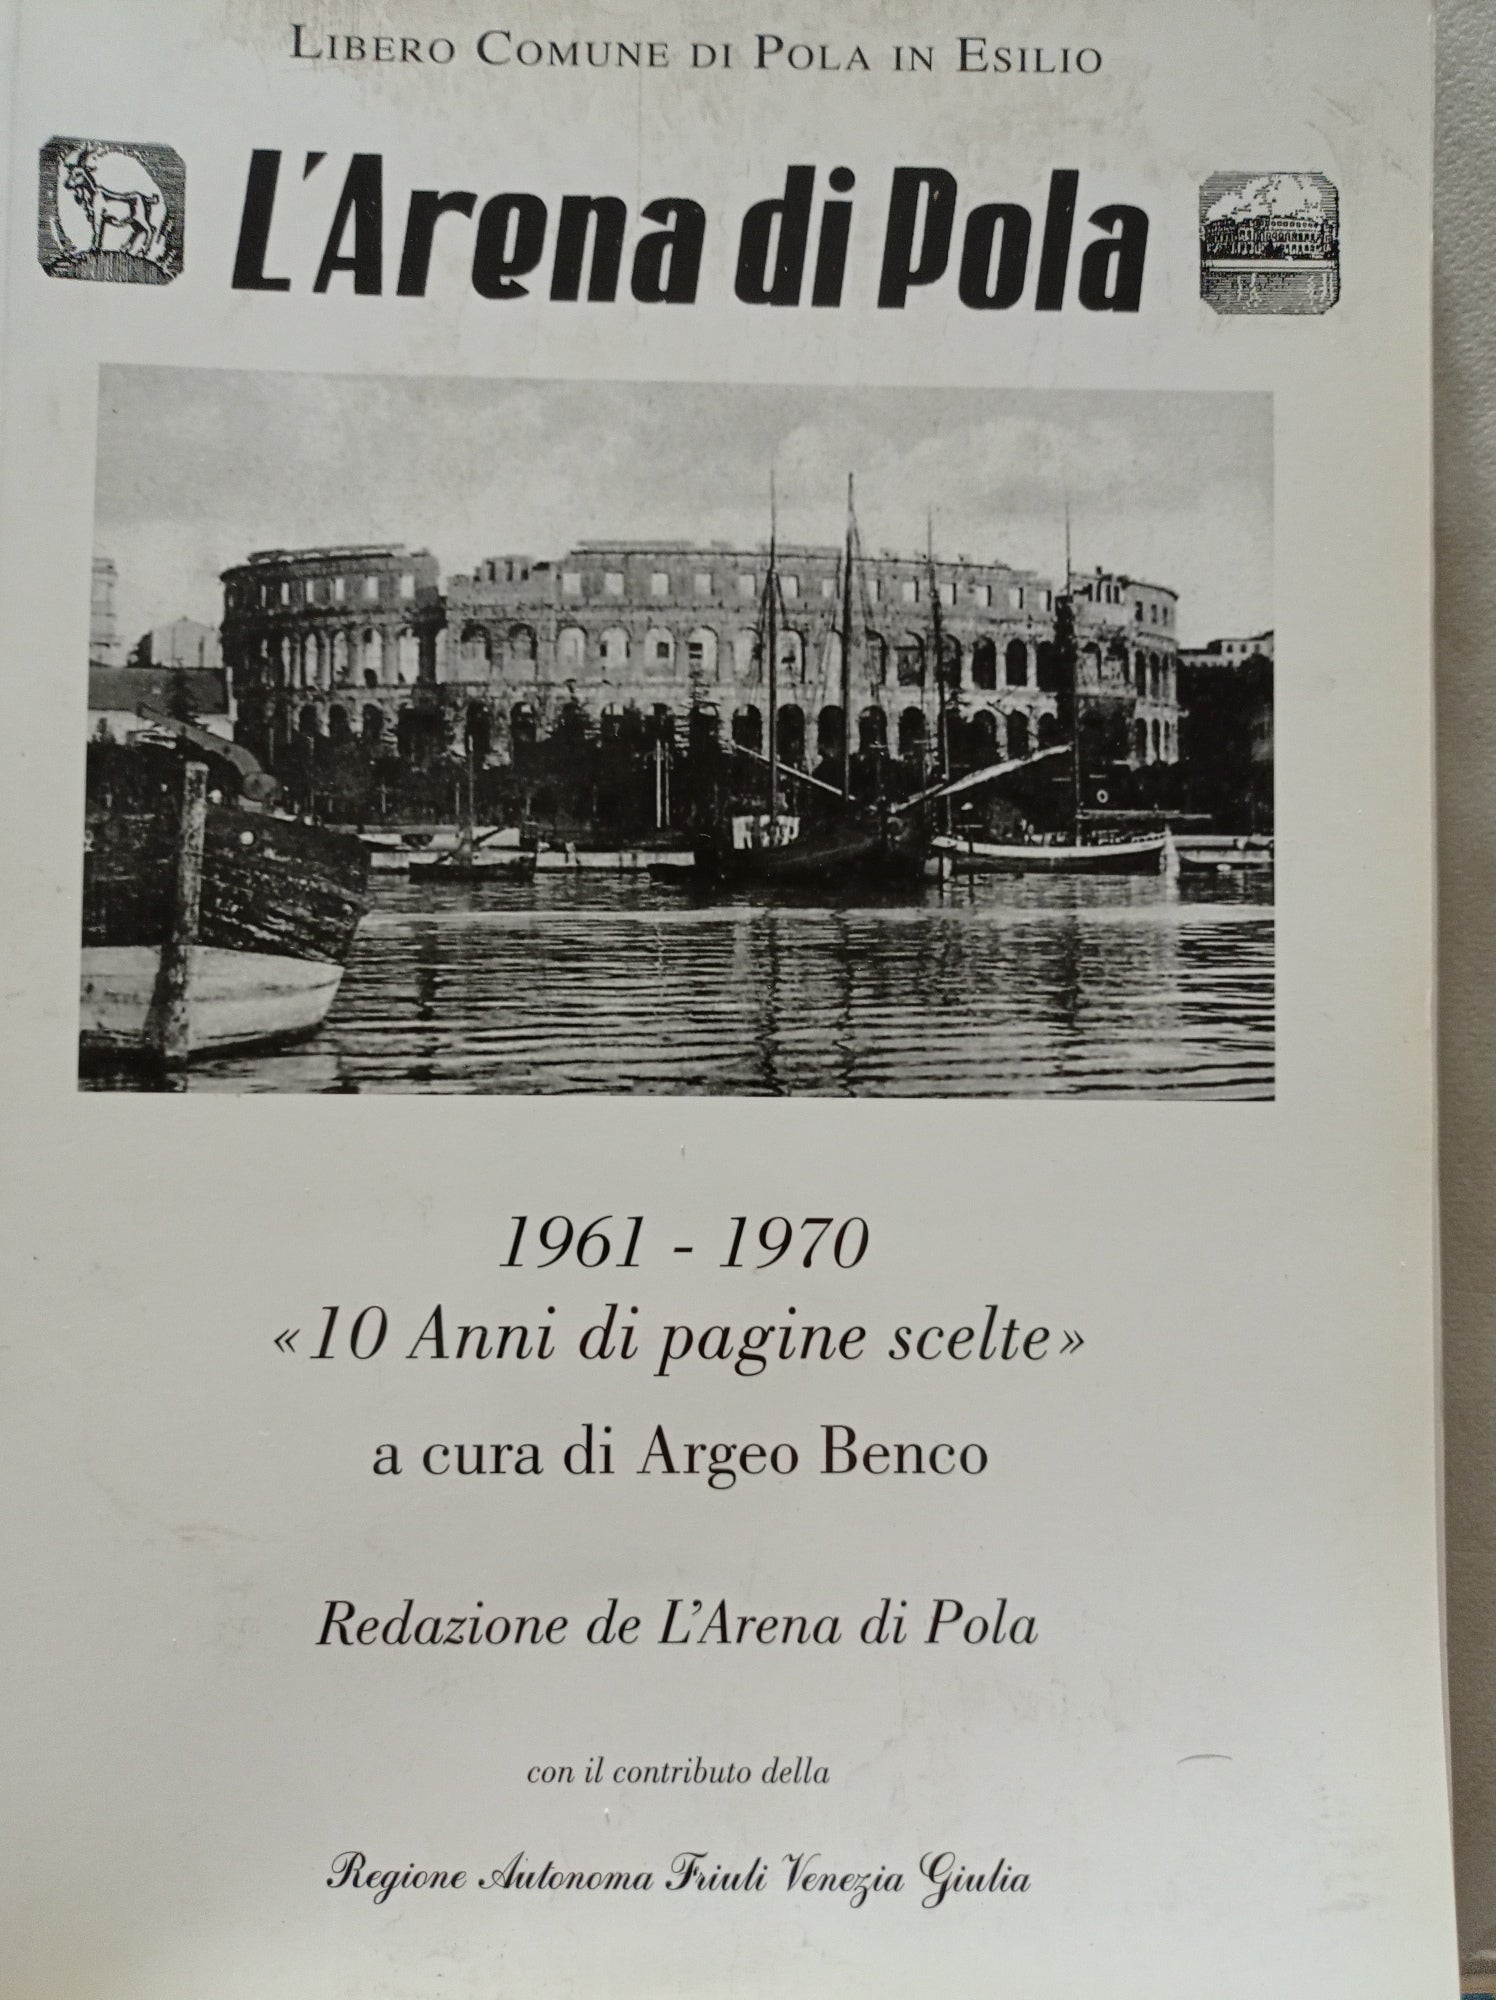 LIBERO COMUNE DI POLA IN ESILIO
L'Arena di Pola
1961 - 1970
«10 Anni di pagine scelte»
a cura di Argeo Benco
Redazione de L'Arena di Pola
con il contributo della
Regione Autonoma Friuli Venezia Giulia